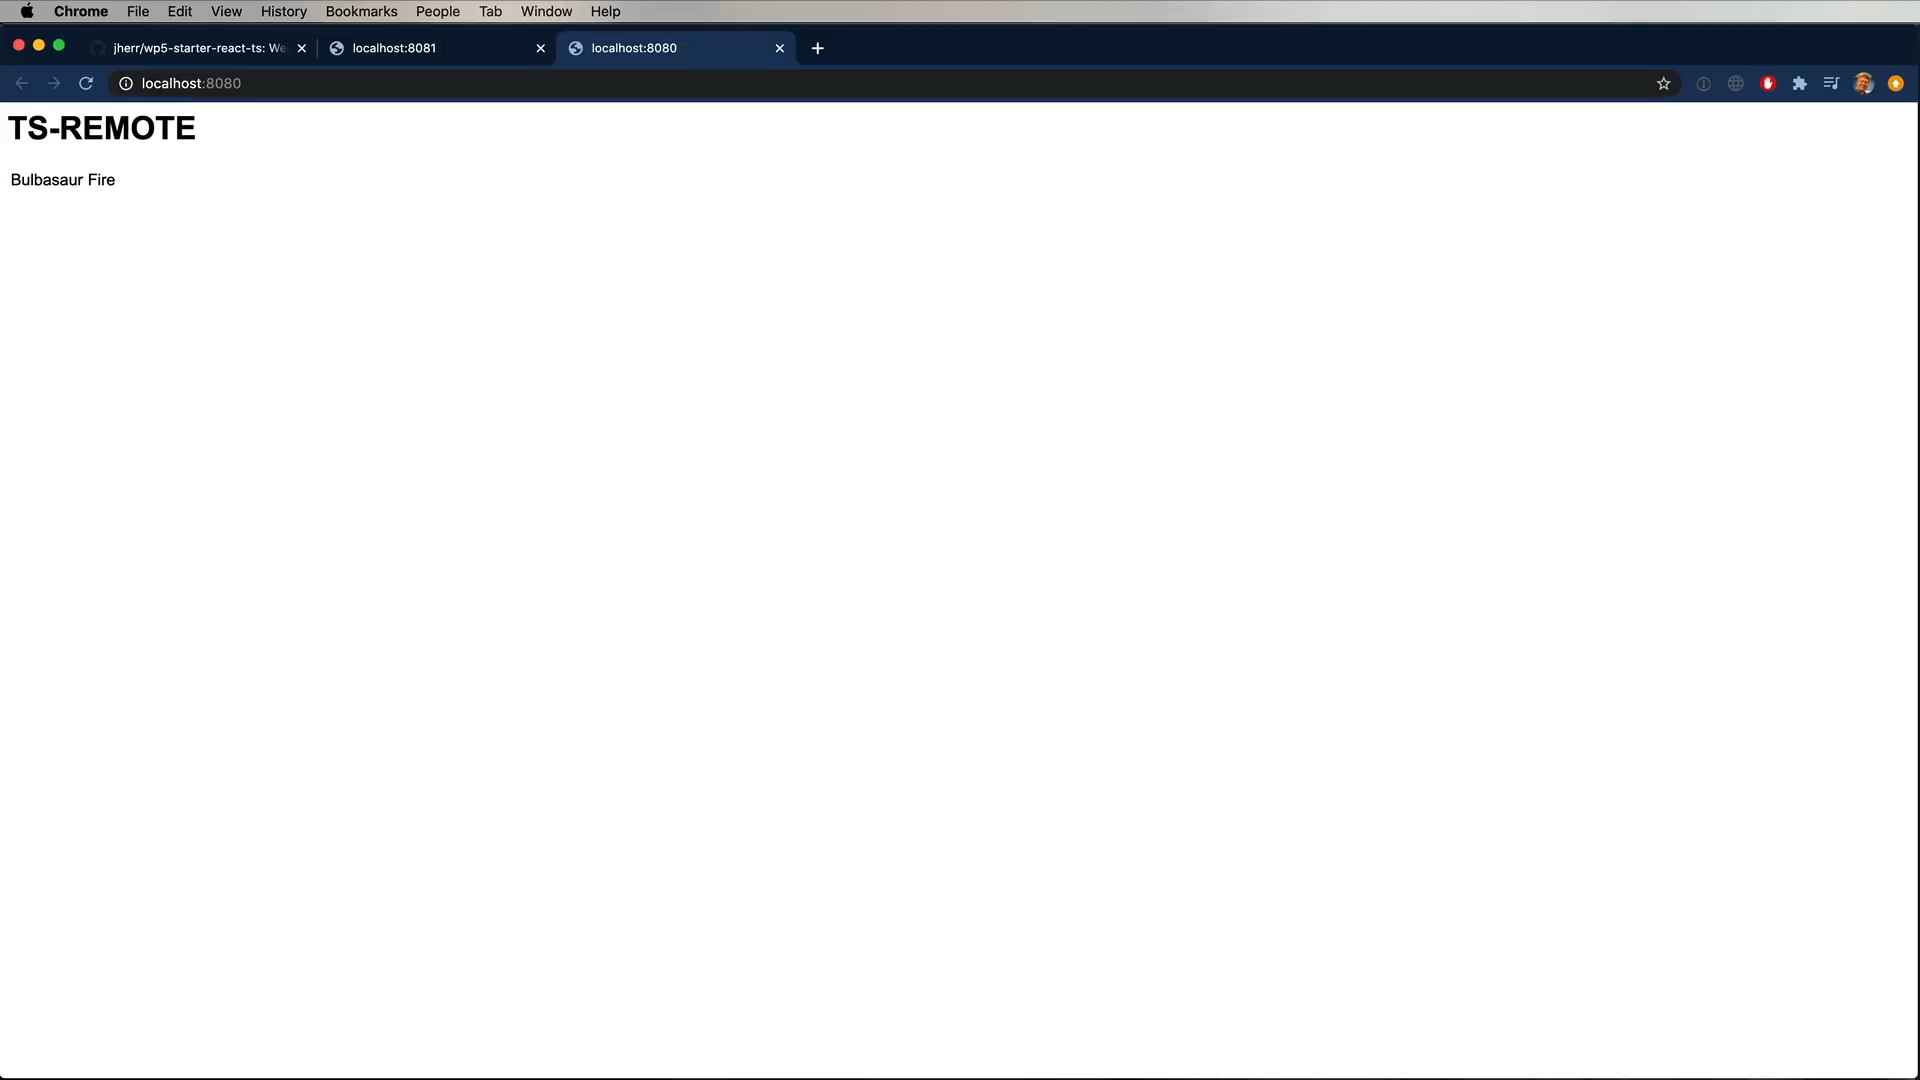 Chrome File Edit View History Bookmarks People Tab Window Help
jherr/wp5-starter-react-ts: We
localhost:8081
localhost:8080
localhost:8080
TS-REMOTE
Bulbasaur Fire